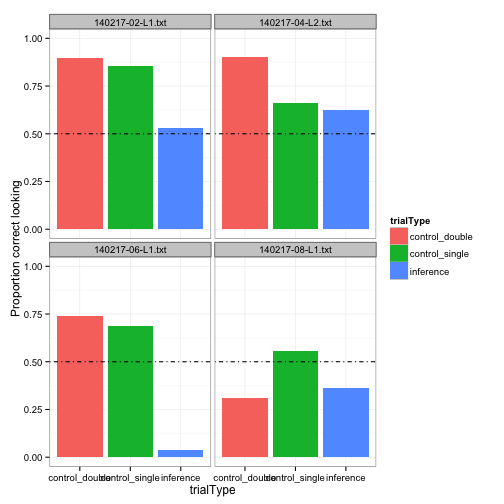 140217-02-L1.txt
140217-04-L2.txt
1.00
0.75
0.50
0.25
0.00
140217-06-L1.txt
140217-08-L1.txt
1.00
0.75
0.50
0.25
0.00
control_double control_single inference
control_double control_single inference
trialType
Proportion correct looking
trialType
control_double
control_single
inference